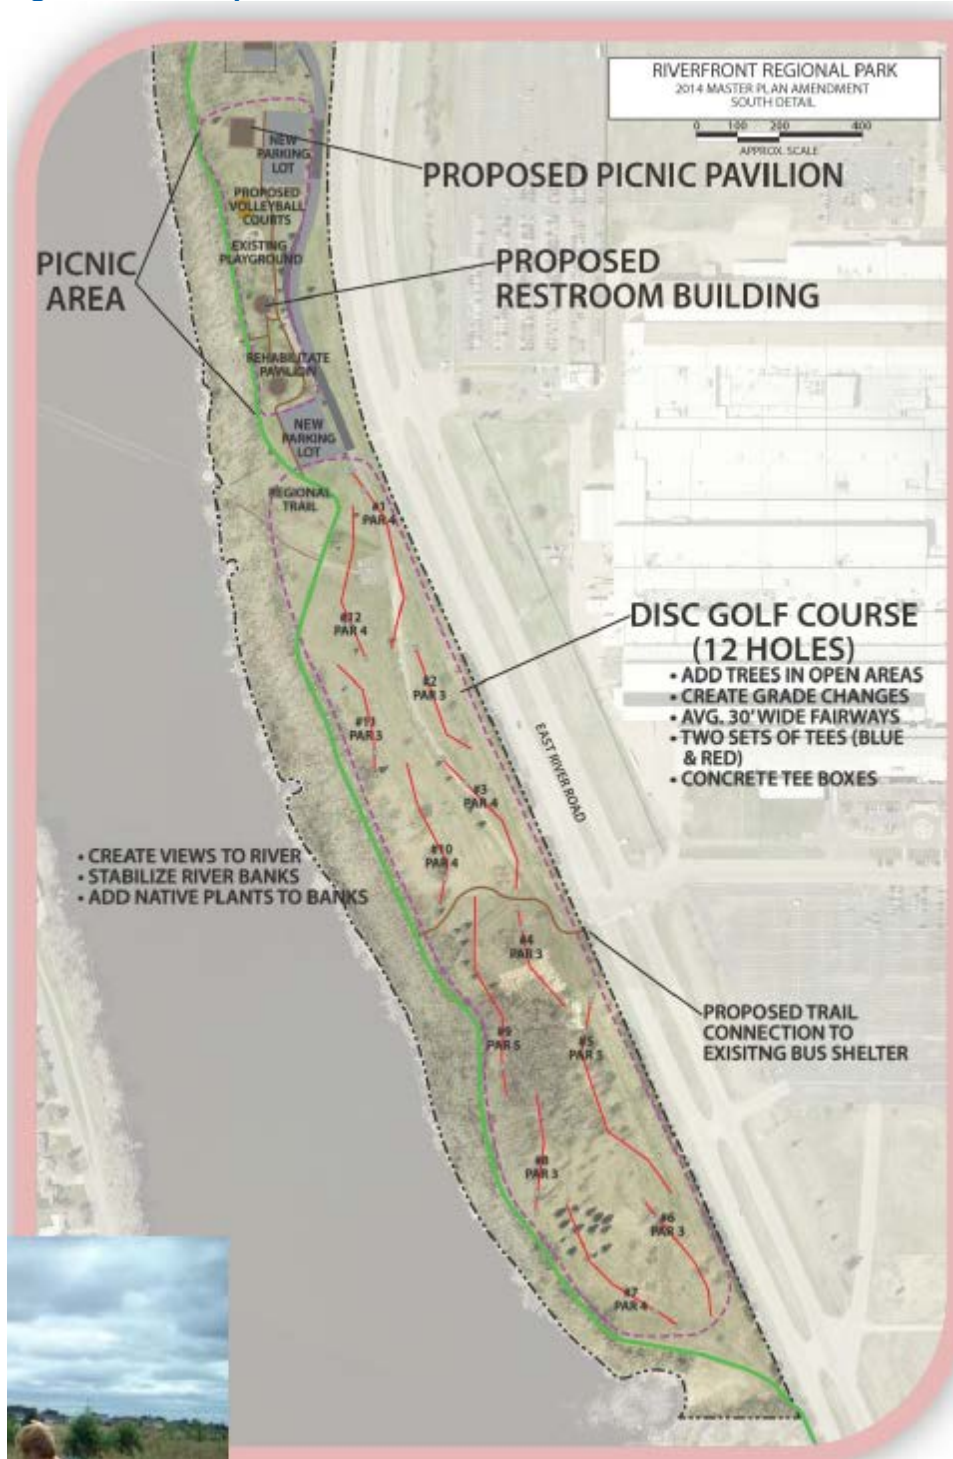 RIVERFRONT REGIONAL PARK
2014 MASTER PLAN AMENDMENT
SOUTH DETAIL
0 100 200 400
APPROX. SCALE
NEW
PARKING
LOT
PROPOSED PICNIC PAVILION
PROPOSED
VOLLEYBALL
COURTS
EXISTING
PLAYGROUND
PICNIC
AREA
PROPOSED
RESTROOM BUILDING
REHABILITATE
PAVILION
NEW
PARKING
LOT
REGIONAL
TRAIL
#1
PAR 4
#12
PAR 4
DISC GOLF COURSE
(12 HOLES)
• ADD TREES IN OPEN AREAS
• CREATE GRADE CHANGES
• AVG. 30' WIDE FAIRWAYS
• TWO SETS OF TEES (BLUE
& RED)
• CONCRETE TEE BOXES
#2
PAR 3
#11
PAR 3
EAST RIVER ROAD
#3
PAR 4
#10
PAR 4
• CREATE VIEWS TO RIVER
• STABILIZE RIVER BANKS
• ADD NATIVE PLANTS TO BANKS
#4
PAR 3
PROPOSED TRAIL
CONNECTION TO
EXISITNG BUS SHELTER
#9
PAR 5
#5
#8
PAR 3
#6
PAR 3
#7
PAR 4